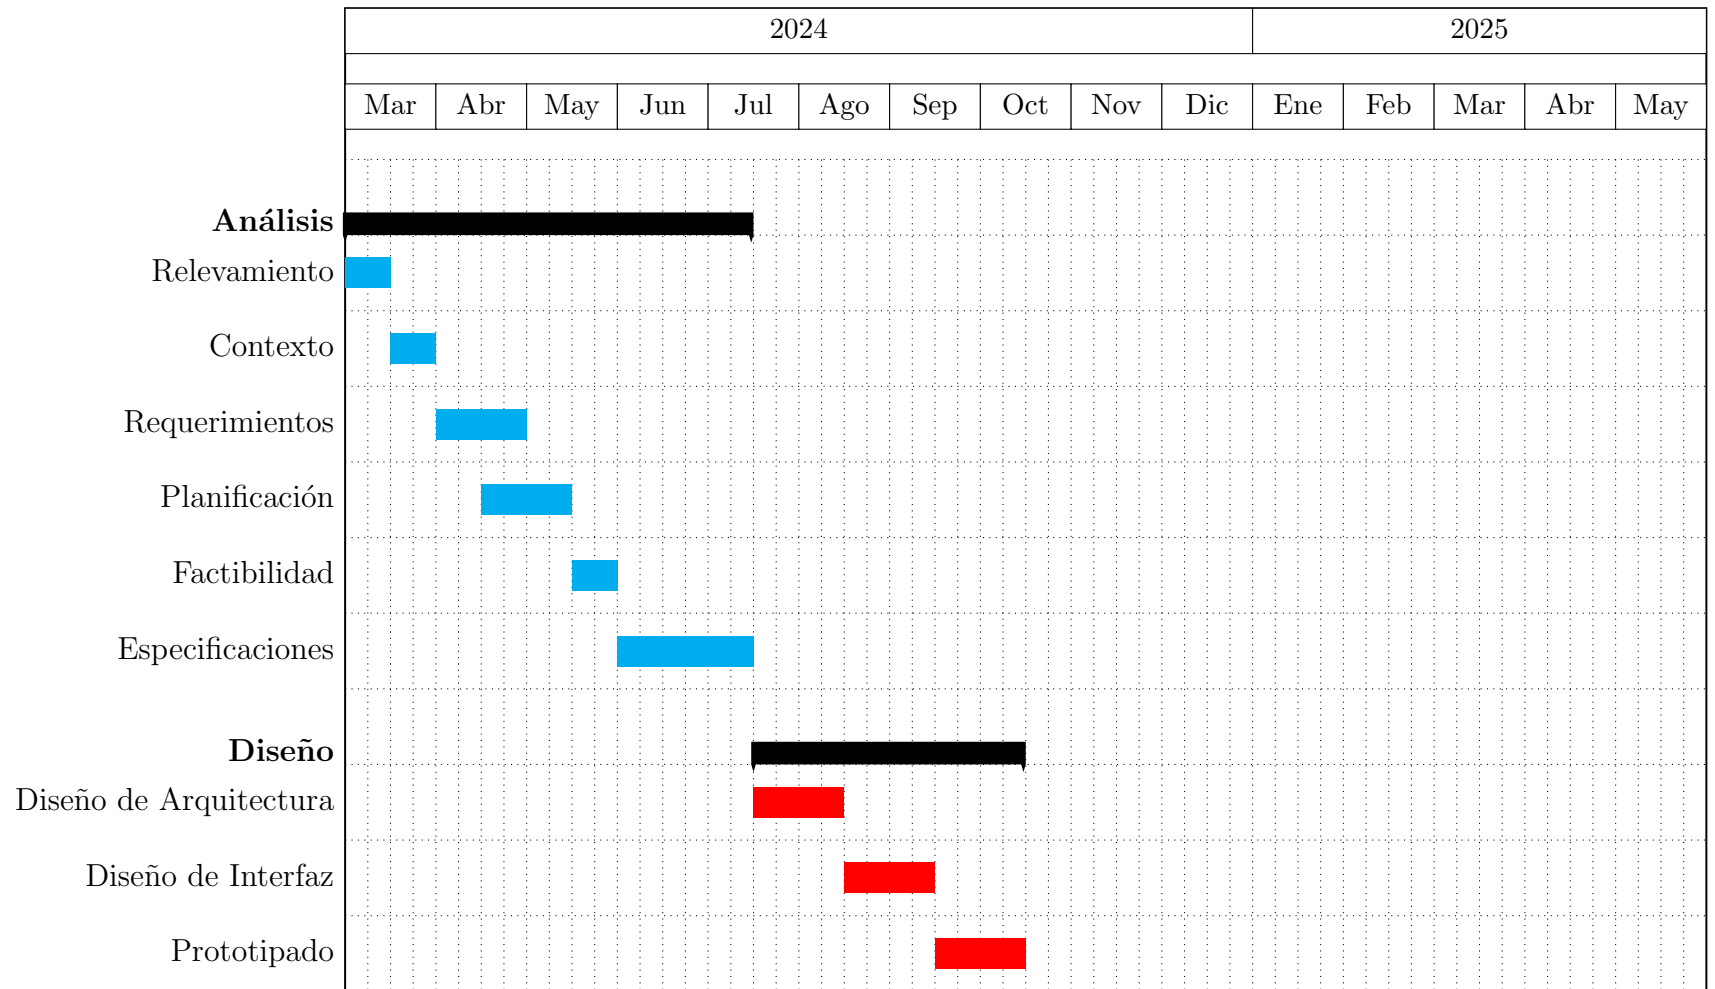 2024 2025
Mar Abr May Jun Jul Ago Sep Oct Nov Dic Ene Feb Mar Abr May
Análisis
Relevamiento
Contexto
Requerimientos
Planificación
Factibilidad
Especificaciones
Diseño
Diseño de Arquitectura
Diseño de Interfaz
Prototipado